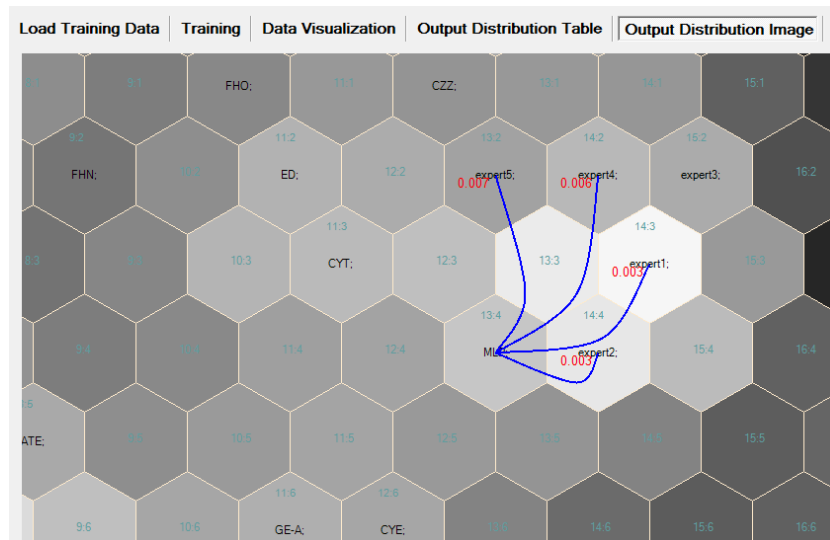 Load Training Data Training Data Visualization Output Distribution Table Output Distribution Image
9:1 FHO; 11:1 CZZ; 13:1 14:1 15:1
9:2 11:2 13:2 14:2 15:2
FHN; ED; 12:2 expert5; expert4; expert3; 16:2
0.007 0.006
11:3 14:3
8:3 10:3 CYT; 12:3 13:3 expert1; 15:3
0.003
13:4 14:4
9:4 11:4 12:4 expert2; 15:4 16:4
0.003
ATE; 10:5 11:5 12:5 15:5
11:6 12:6
9:6 10:6 GE-A; CYE; 14:6 15:6 16:6